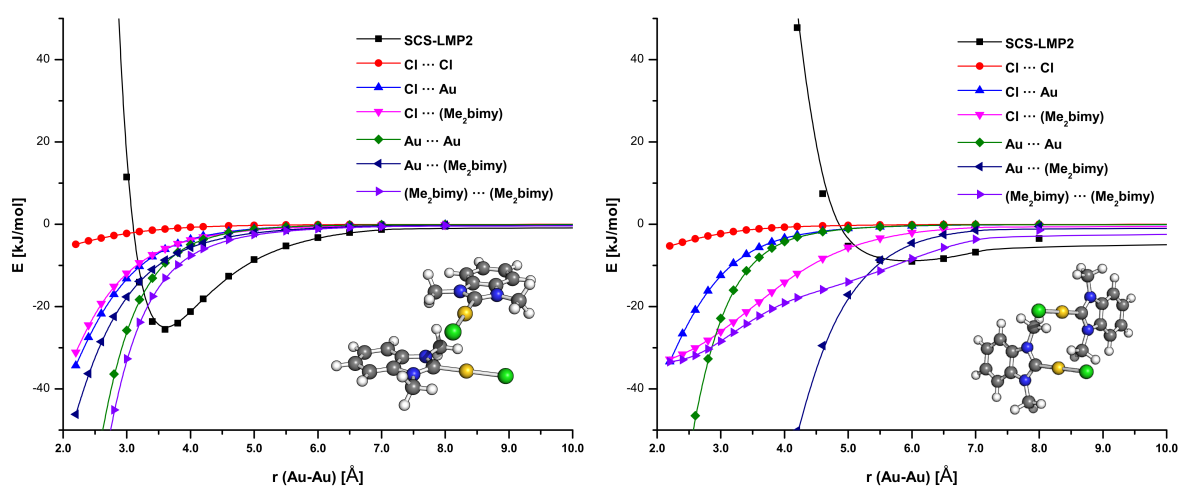 40
20
0
-20
-40
E [kJ/mol]
2.0 3.0 4.0 5.0 6.0 7.0 8.0 9.0 10.0
r (Au-Au) [Å]
SCS-LMP2
Cl ··· Cl
Cl ··· Au
Cl ··· (Me₂bimy)
Au ··· Au
Au ··· (Me₂bimy)
(Me₂bimy) ··· (Me₂bimy)
40
20
0
-20
-40
E [kJ/mol]
2.0 3.0 4.0 5.0 6.0 7.0 8.0 9.0 10.0
r (Au-Au) [Å]
SCS-LMP2
Cl ··· Cl
Cl ··· Au
Cl ··· (Me₂bimy)
Au ··· Au
Au ··· (Me₂bimy)
(Me₂bimy) ··· (Me₂bimy)